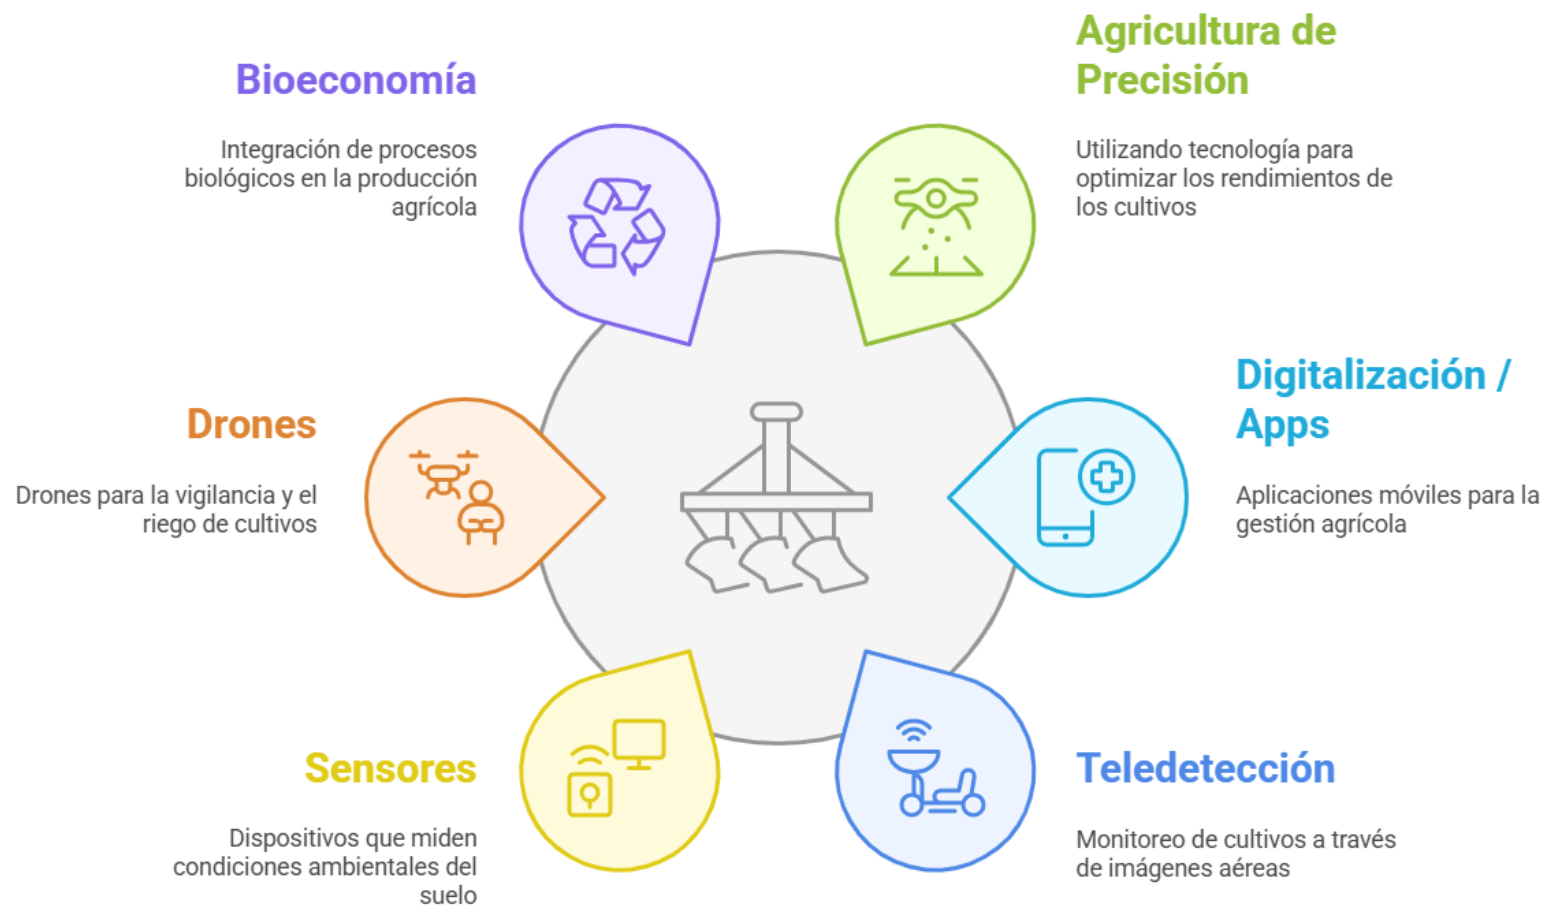 Bioeconomía
Integración de procesos
biológicos en la producción
agrícola
Agricultura de
Precisión
Utilizando tecnología para
optimizar los rendimientos de
los cultivos
Drones
Drones para la vigilancia y el
riego de cultivos
Digitalización /
Apps
Aplicaciones móviles para la
gestión agrícola
Sensores
Dispositivos que miden
condiciones ambientales del
suelo
Teledetección
Monitoreo de cultivos a través
de imágenes aéreas